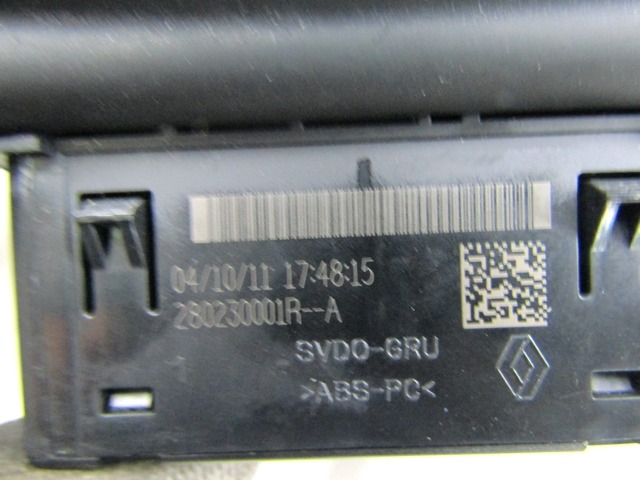 04/10/11 17:48:15
280230001R--A
SVDO-GRU
>ABS-PC<